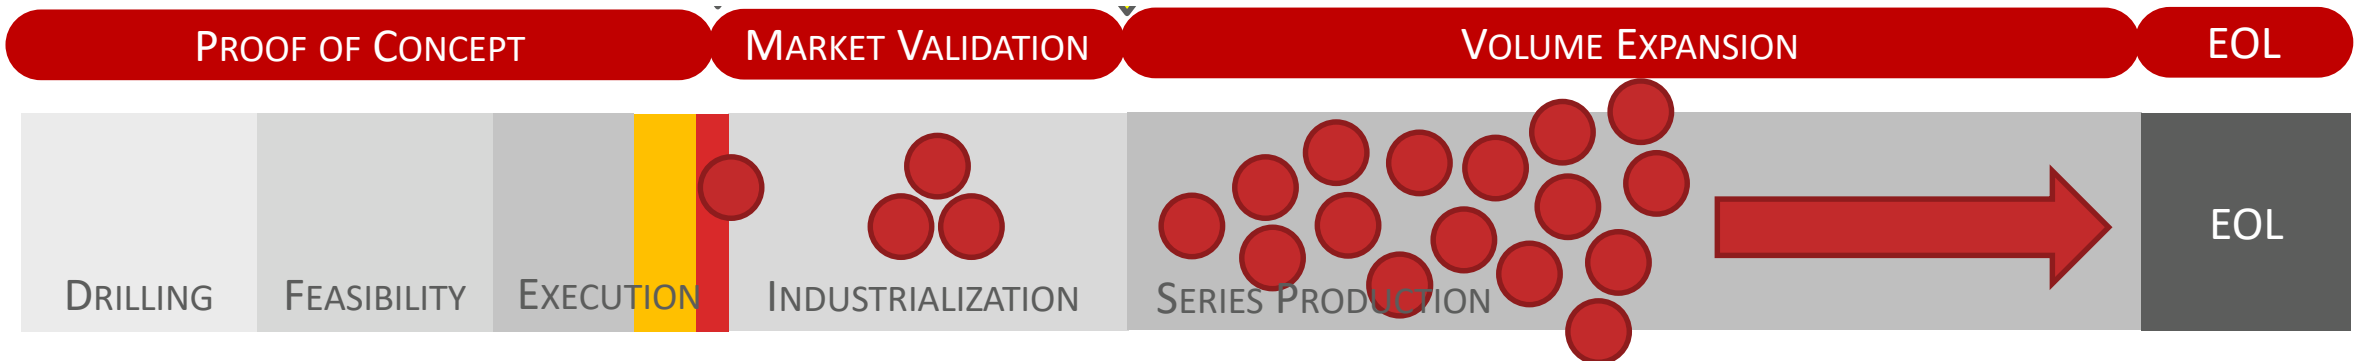 PROOF OF CONCEPT
MARKET VALIDATION
VOLUME EXPANSION
EOL
DRILLING
FEASIBILITY
EXECUTION
INDUSTRIALIZATION
SERIES PRODUCTION
EOL